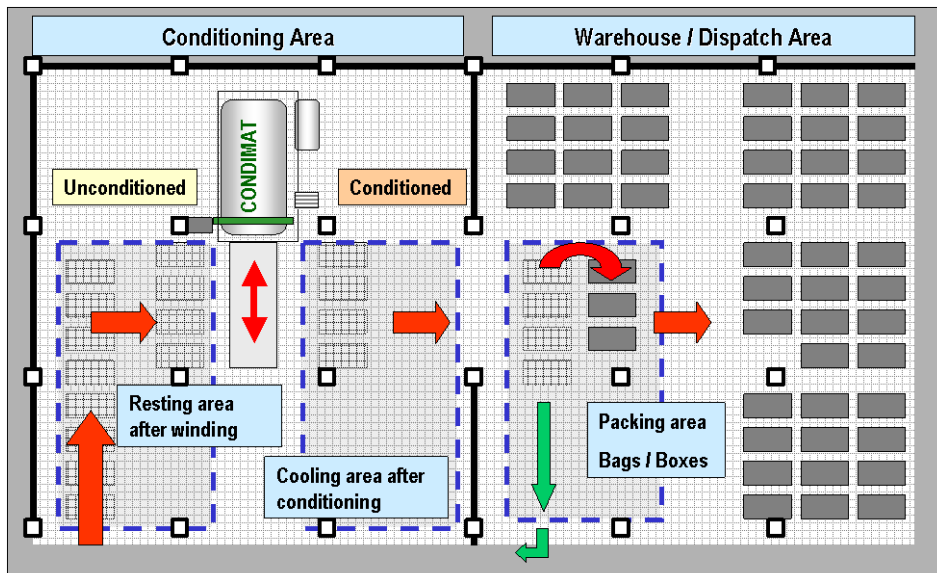 Conditioning Area
Warehouse / Dispatch Area
CONDIMAT
Unconditioned
Conditioned
Resting area
after winding
Cooling area after
conditioning
Packing area
Bags / Boxes